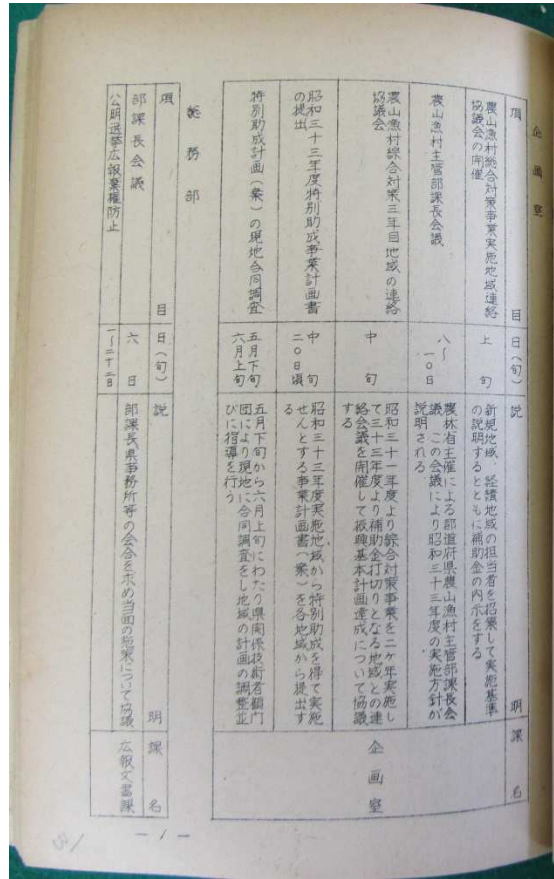 企画室
項目
日(旬)
説明
課名
農山漁村総合対策事業実施地域連絡
協議会の開催
上旬
新規地域、継続地域の担当者を招集して実施基準
の説明するとともに補助金の内示をする
企画室
農山漁村主管部課長会議
八〜
一〇日
農林省主催による都道府県農山漁村主管部課長会
議、この会議により昭和三十三年度の実施方針が
説明される
農山漁村綜合対策三年目地域の連絡
協議会
中旬
昭和三十一年度より綜合対策事業を二ケ年実施し
て三十三年度より補助金打切りとなる地域との連
絡会議を開催して振興基本計画達成について協議
する
昭和三十三年度特別助成事業計画書
の提出
中旬
二〇日頃
昭和三十三年度実施地域から特別助成を得て実施
せんとする事業計画書(案)を各地域から提出す
る
特別助成計画(案)の現地合同調査
五月下旬
六月上旬
五月下旬から六月上旬にわたり県関係技術者顧門
団により現地に合同調査をし地域の計画の調整並
びに指導を行う
総務部
項目
日(旬)
説明
課名
部課長会議
六日
部課長県事務所等の会合を求め当面の施策について協議
広報文書課
公明選挙広報棄権防止
一〜二十二日
—1—